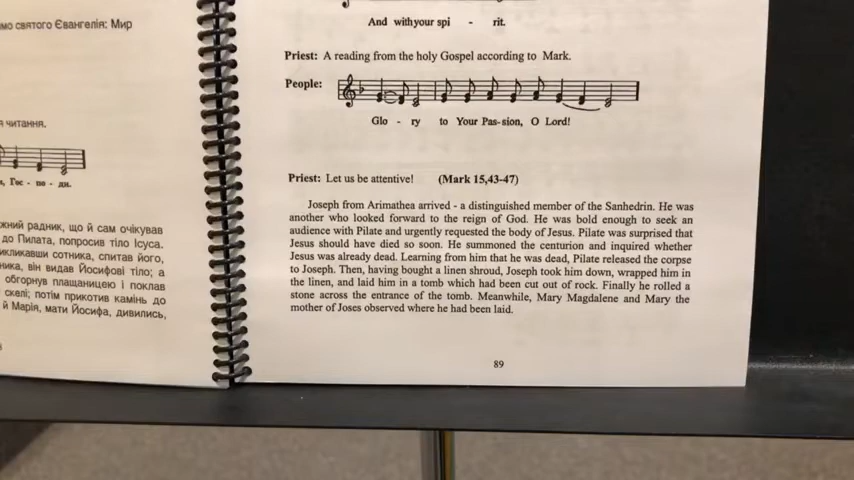 мо святого Євангелія: Мир
читання.
Гос - по - ди.
жний радник, що й сам очікував
до Пилата, попросив тіло Ісуса.
икликавши сотника, спитав його,
ника, він видав Йосифові тіло; а
обгорнув плащаницею і поклав
скелі; потім прикотив камінь до
й Марія, мати Йосифа, дивились,
And with your spi - rit.
Priest: A reading from the holy Gospel according to Mark.
People:
Glo - ry to Your Pas-sion, O Lord!
Priest: Let us be attentive! (Mark 15,43-47)
Joseph from Arimathea arrived - a distinguished member of the Sanhedrin. He was
another who looked forward to the reign of God. He was bold enough to seek an
audience with Pilate and urgently requested the body of Jesus. Pilate was surprised that
Jesus should have died so soon. He summoned the centurion and inquired whether
Jesus was already dead. Learning from him that he was dead, Pilate released the corpse
to Joseph. Then, having bought a linen shroud, Joseph took him down, wrapped him in
the linen, and laid him in a tomb which had been cut out of rock. Finally he rolled a
stone across the entrance of the tomb. Meanwhile, Mary Magdalene and Mary the
mother of Joses observed where he had been laid.
89